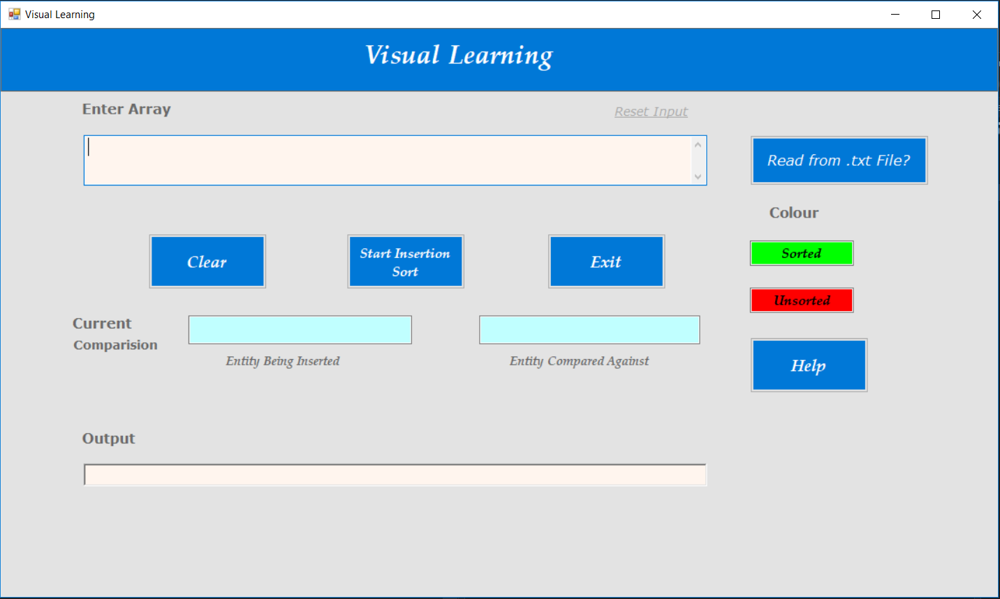 Visual Learning
Visual Learning
Enter Array
Reset Input
Read from .txt File?
Colour
Clear
Start Insertion
Sort
Exit
Sorted
Unsorted
Current
Comparision
Entity Being Inserted
Entity Compared Against
Help
Output